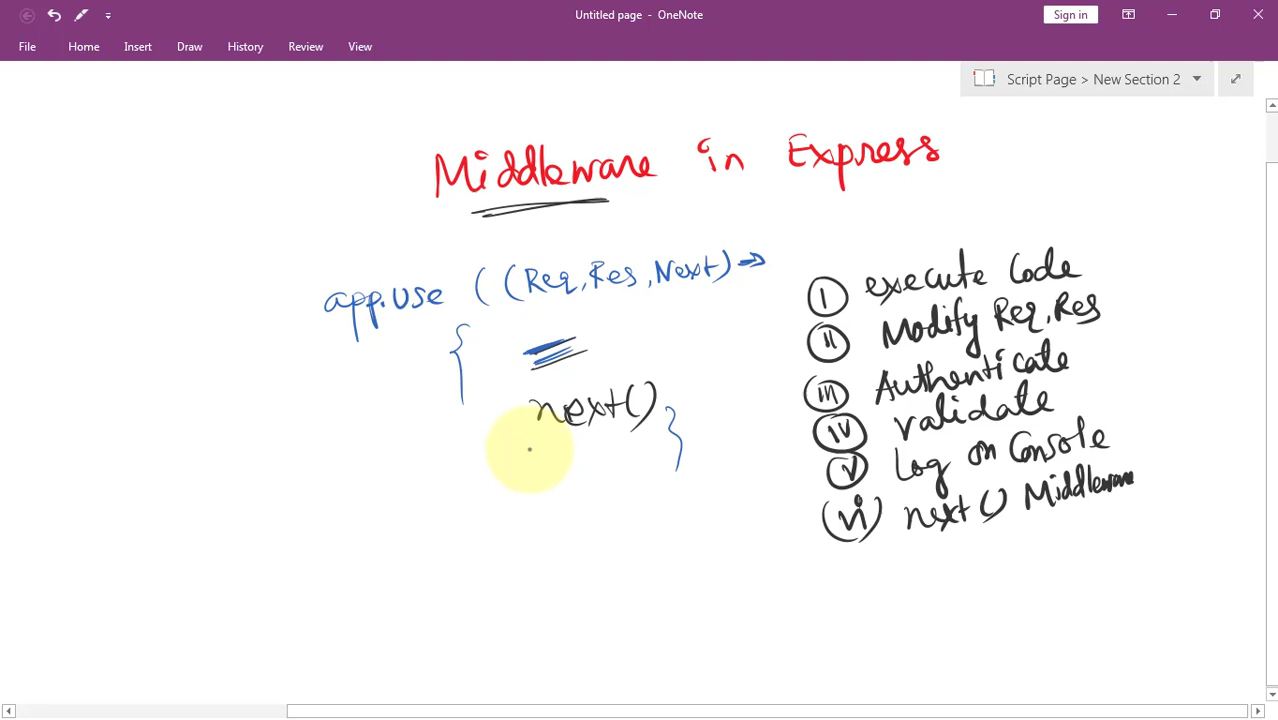 Untitled page - OneNote
Sign in
File Home Insert Draw History Review View
Script Page > New Section 2
Middleware in Express
app.use ((Req,Res,Next)→
{
next()
}
(i) execute Code
(ii) Modify Req,Res
(iii) Authenticate
(iv) validate
(v) Log on Console
(vi) next() Middleware